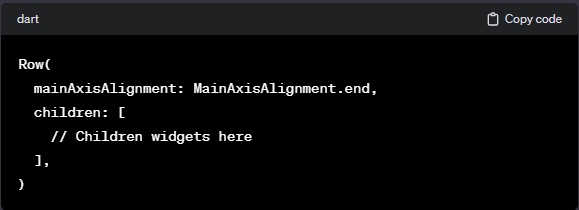 dart
Copy code
Row(
  mainAxisAlignment: MainAxisAlignment.end,
  children: [
    // Children widgets here
  ],
)